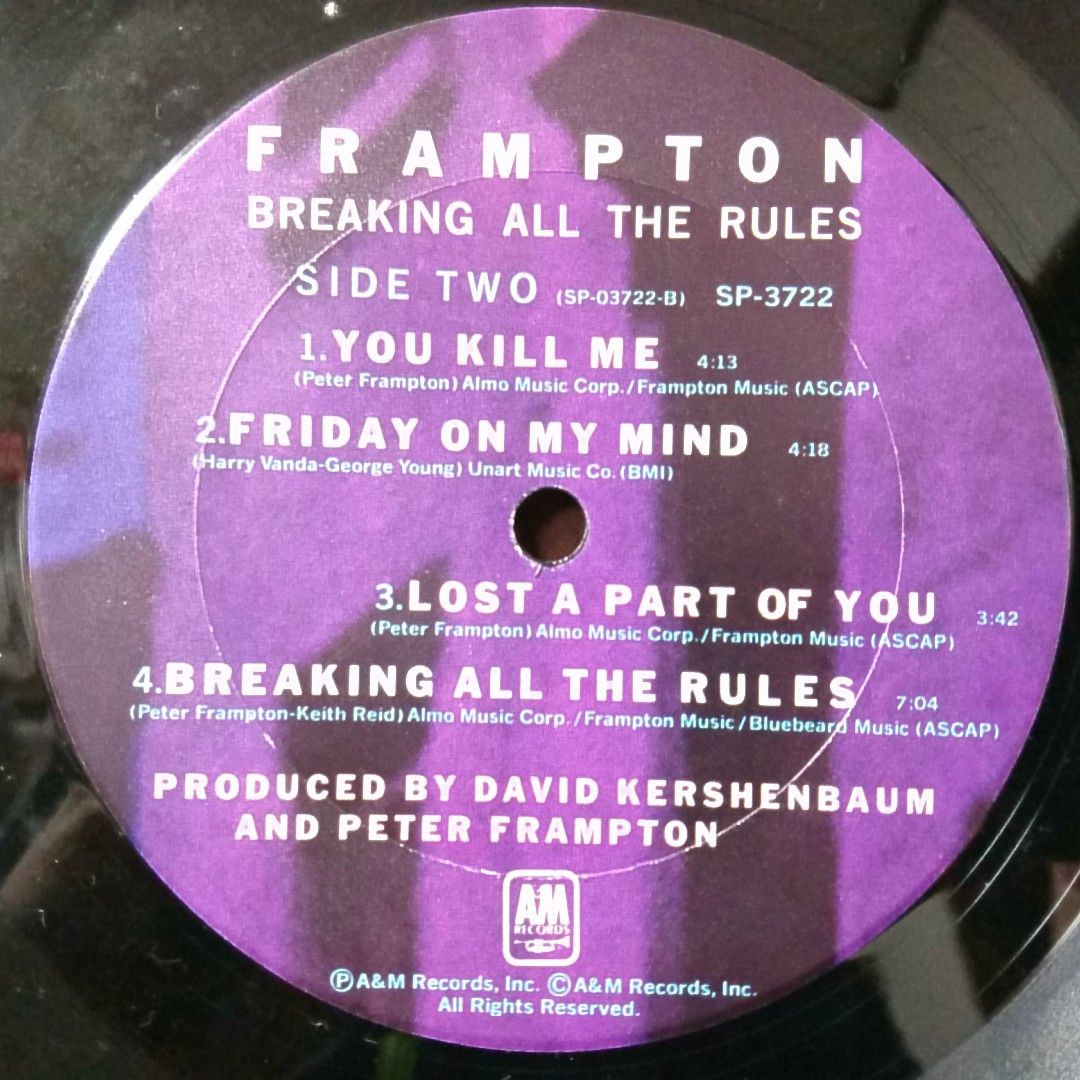 FRAMPTON
BREAKING ALL THE RULES
SIDE TWO (SP-03722-B) SP-3722
1.YOU KILL ME 4:13
(Peter Frampton) Almo Music Corp./Frampton Music (ASCAP)
2.FRIDAY ON MY MIND 4:18
(Harry Vanda-George Young) Unart Music Co. (BMI)
3.LOST A PART OF YOU 3:42
(Peter Frampton) Almo Music Corp./Frampton Music (ASCAP)
4.BREAKING ALL THE RULES 7:04
(Peter Frampton-Keith Reid) Almo Music Corp./Frampton Music/Bluebeard Music (ASCAP)
PRODUCED BY DAVID KERSHENBAUM
AND PETER FRAMPTON
A&M
RECORDS
Ⓟ A&M Records, Inc. © A&M Records, Inc.
All Rights Reserved.